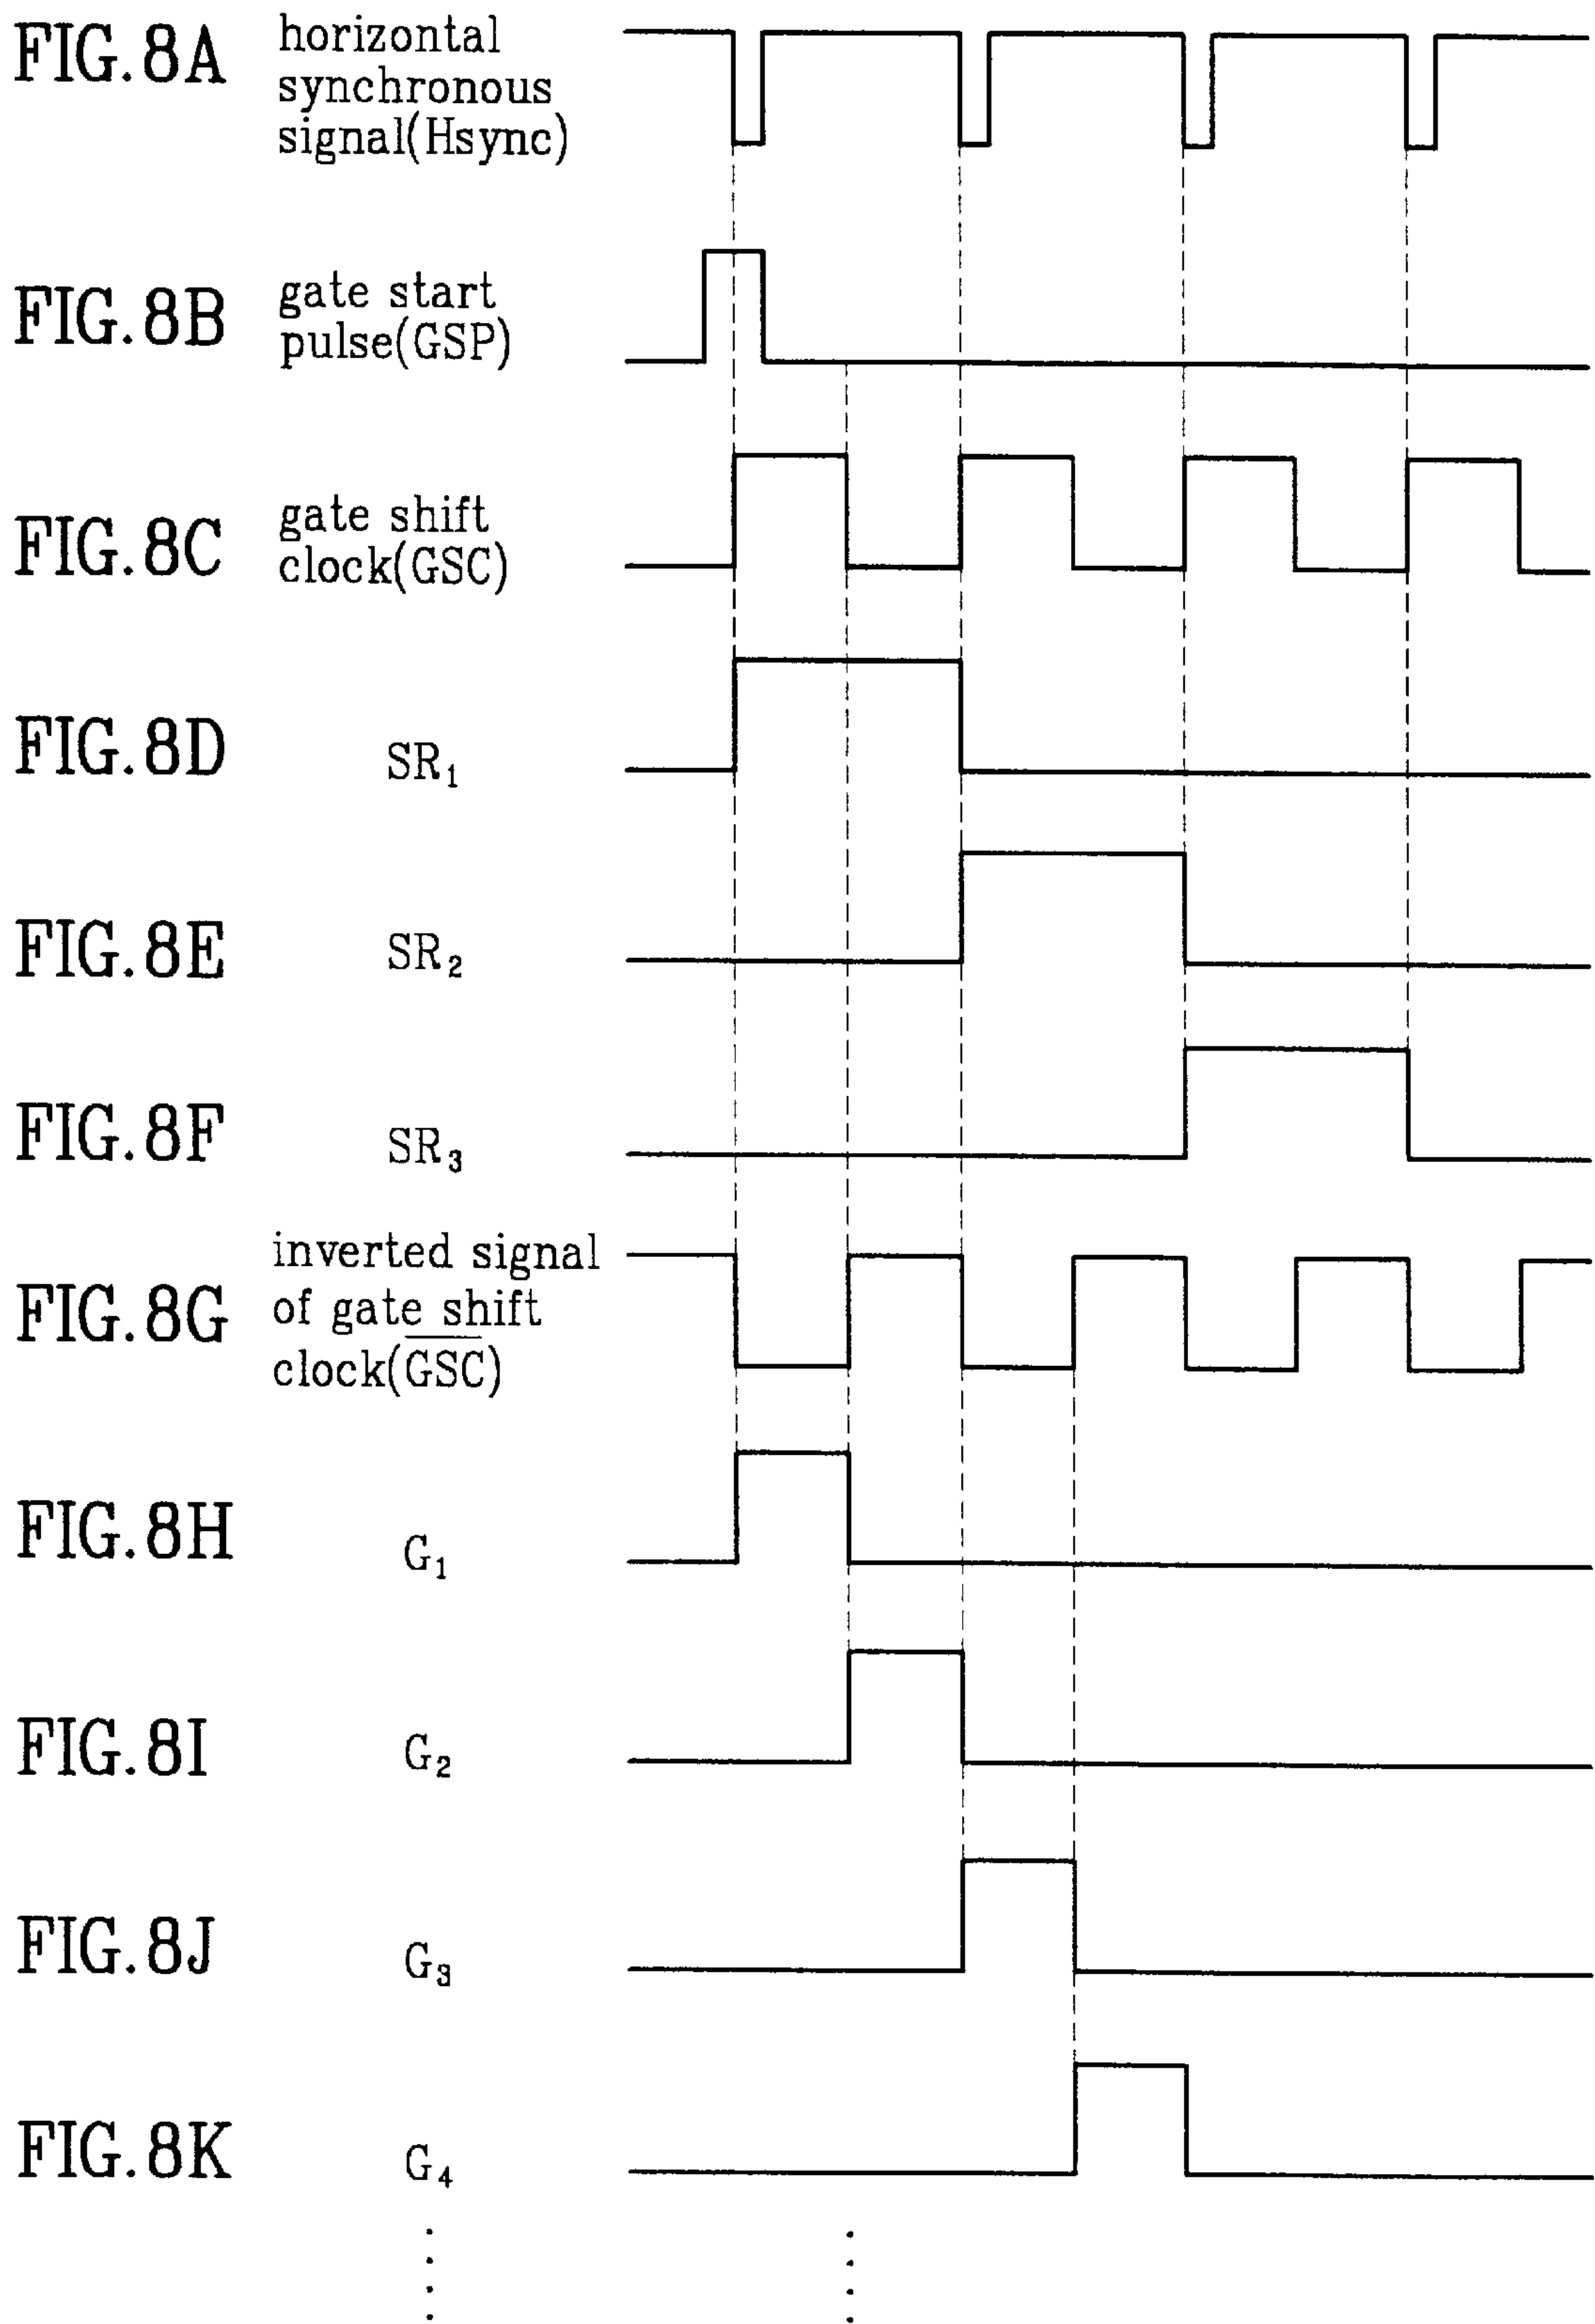 FIG.8A
horizontal
synchronous
signal(Hsync)
FIG.8B
gate start
pulse(GSP)
FIG.8C
gate shift
clock(GSC)
FIG.8D
SR₁
FIG.8E
SR₂
FIG.8F
SR₃
FIG.8G
inverted signal
of gate shift
clock(G̅S̅C̅)
FIG.8H
G₁
FIG.8I
G₂
FIG.8J
G₃
FIG.8K
G₄